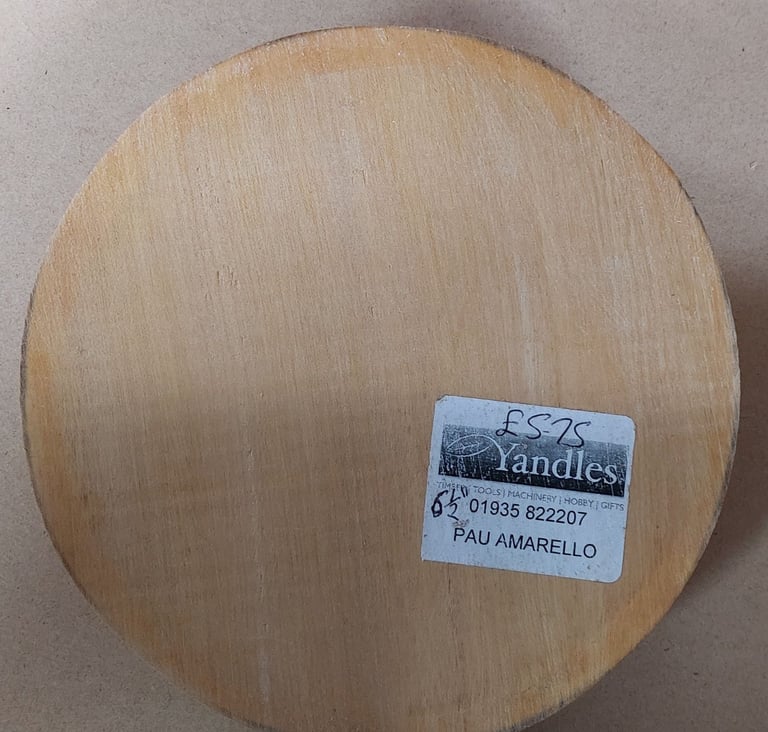 £5-75
Yandles
TIMBER | TOOLS | MACHINERY | HOBBY | GIFTS
6½" 01935 822207
PAU AMARELLO